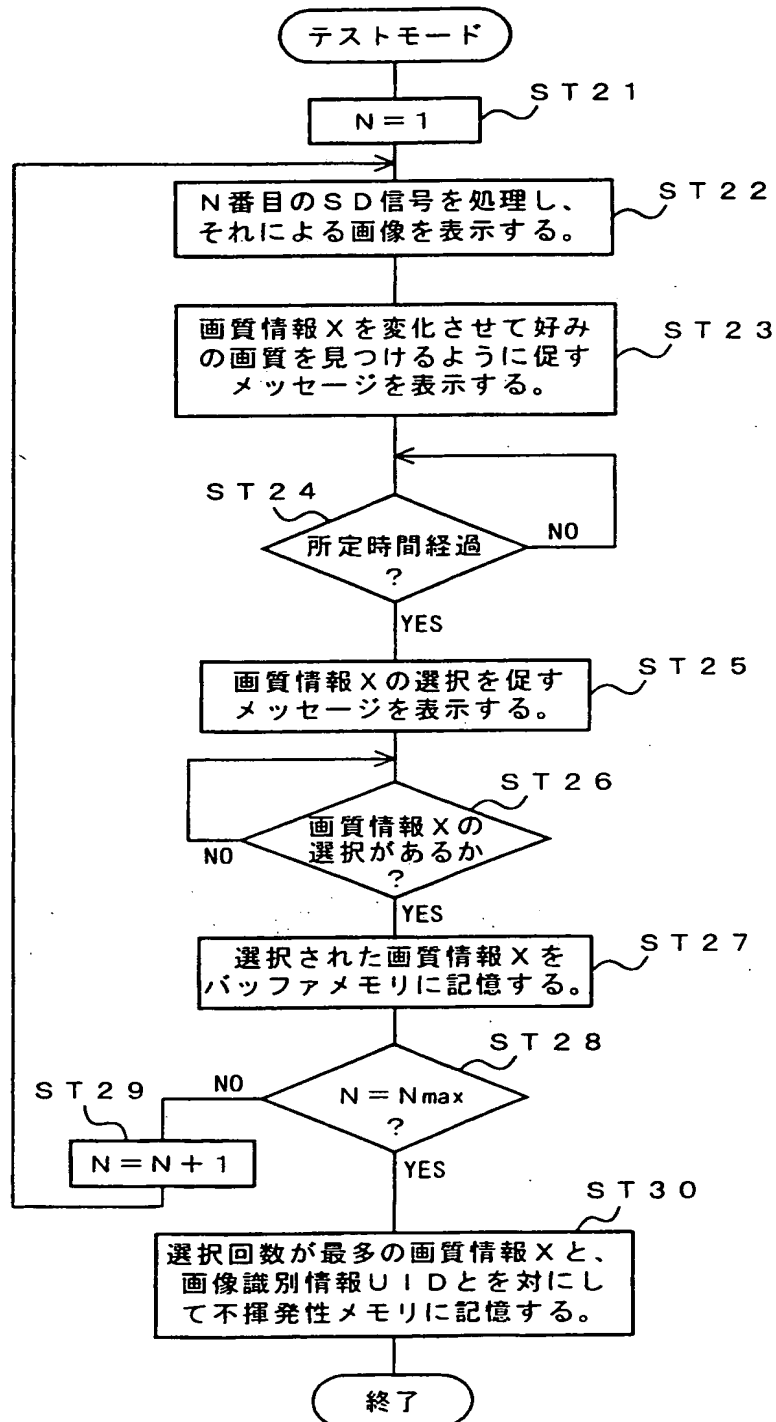 テストモード
ST21
N=1
ST22
N番目のSD信号を処理し、
それによる画像を表示する。
ST23
画質情報Xを変化させて好み
の画質を見つけるように促す
メッセージを表示する。
ST24
所定時間経過
?
NO
YES
ST25
画質情報Xの選択を促す
メッセージを表示する。
ST26
画質情報Xの
選択があるか
?
NO
YES
ST27
選択された画質情報Xを
バッファメモリに記憶する。
ST28
N=Nmax
?
NO
ST29
N=N+1
YES
ST30
選択回数が最多の画質情報Xと、
画像識別情報UIDとを対にし
て不揮発性メモリに記憶する。
終了